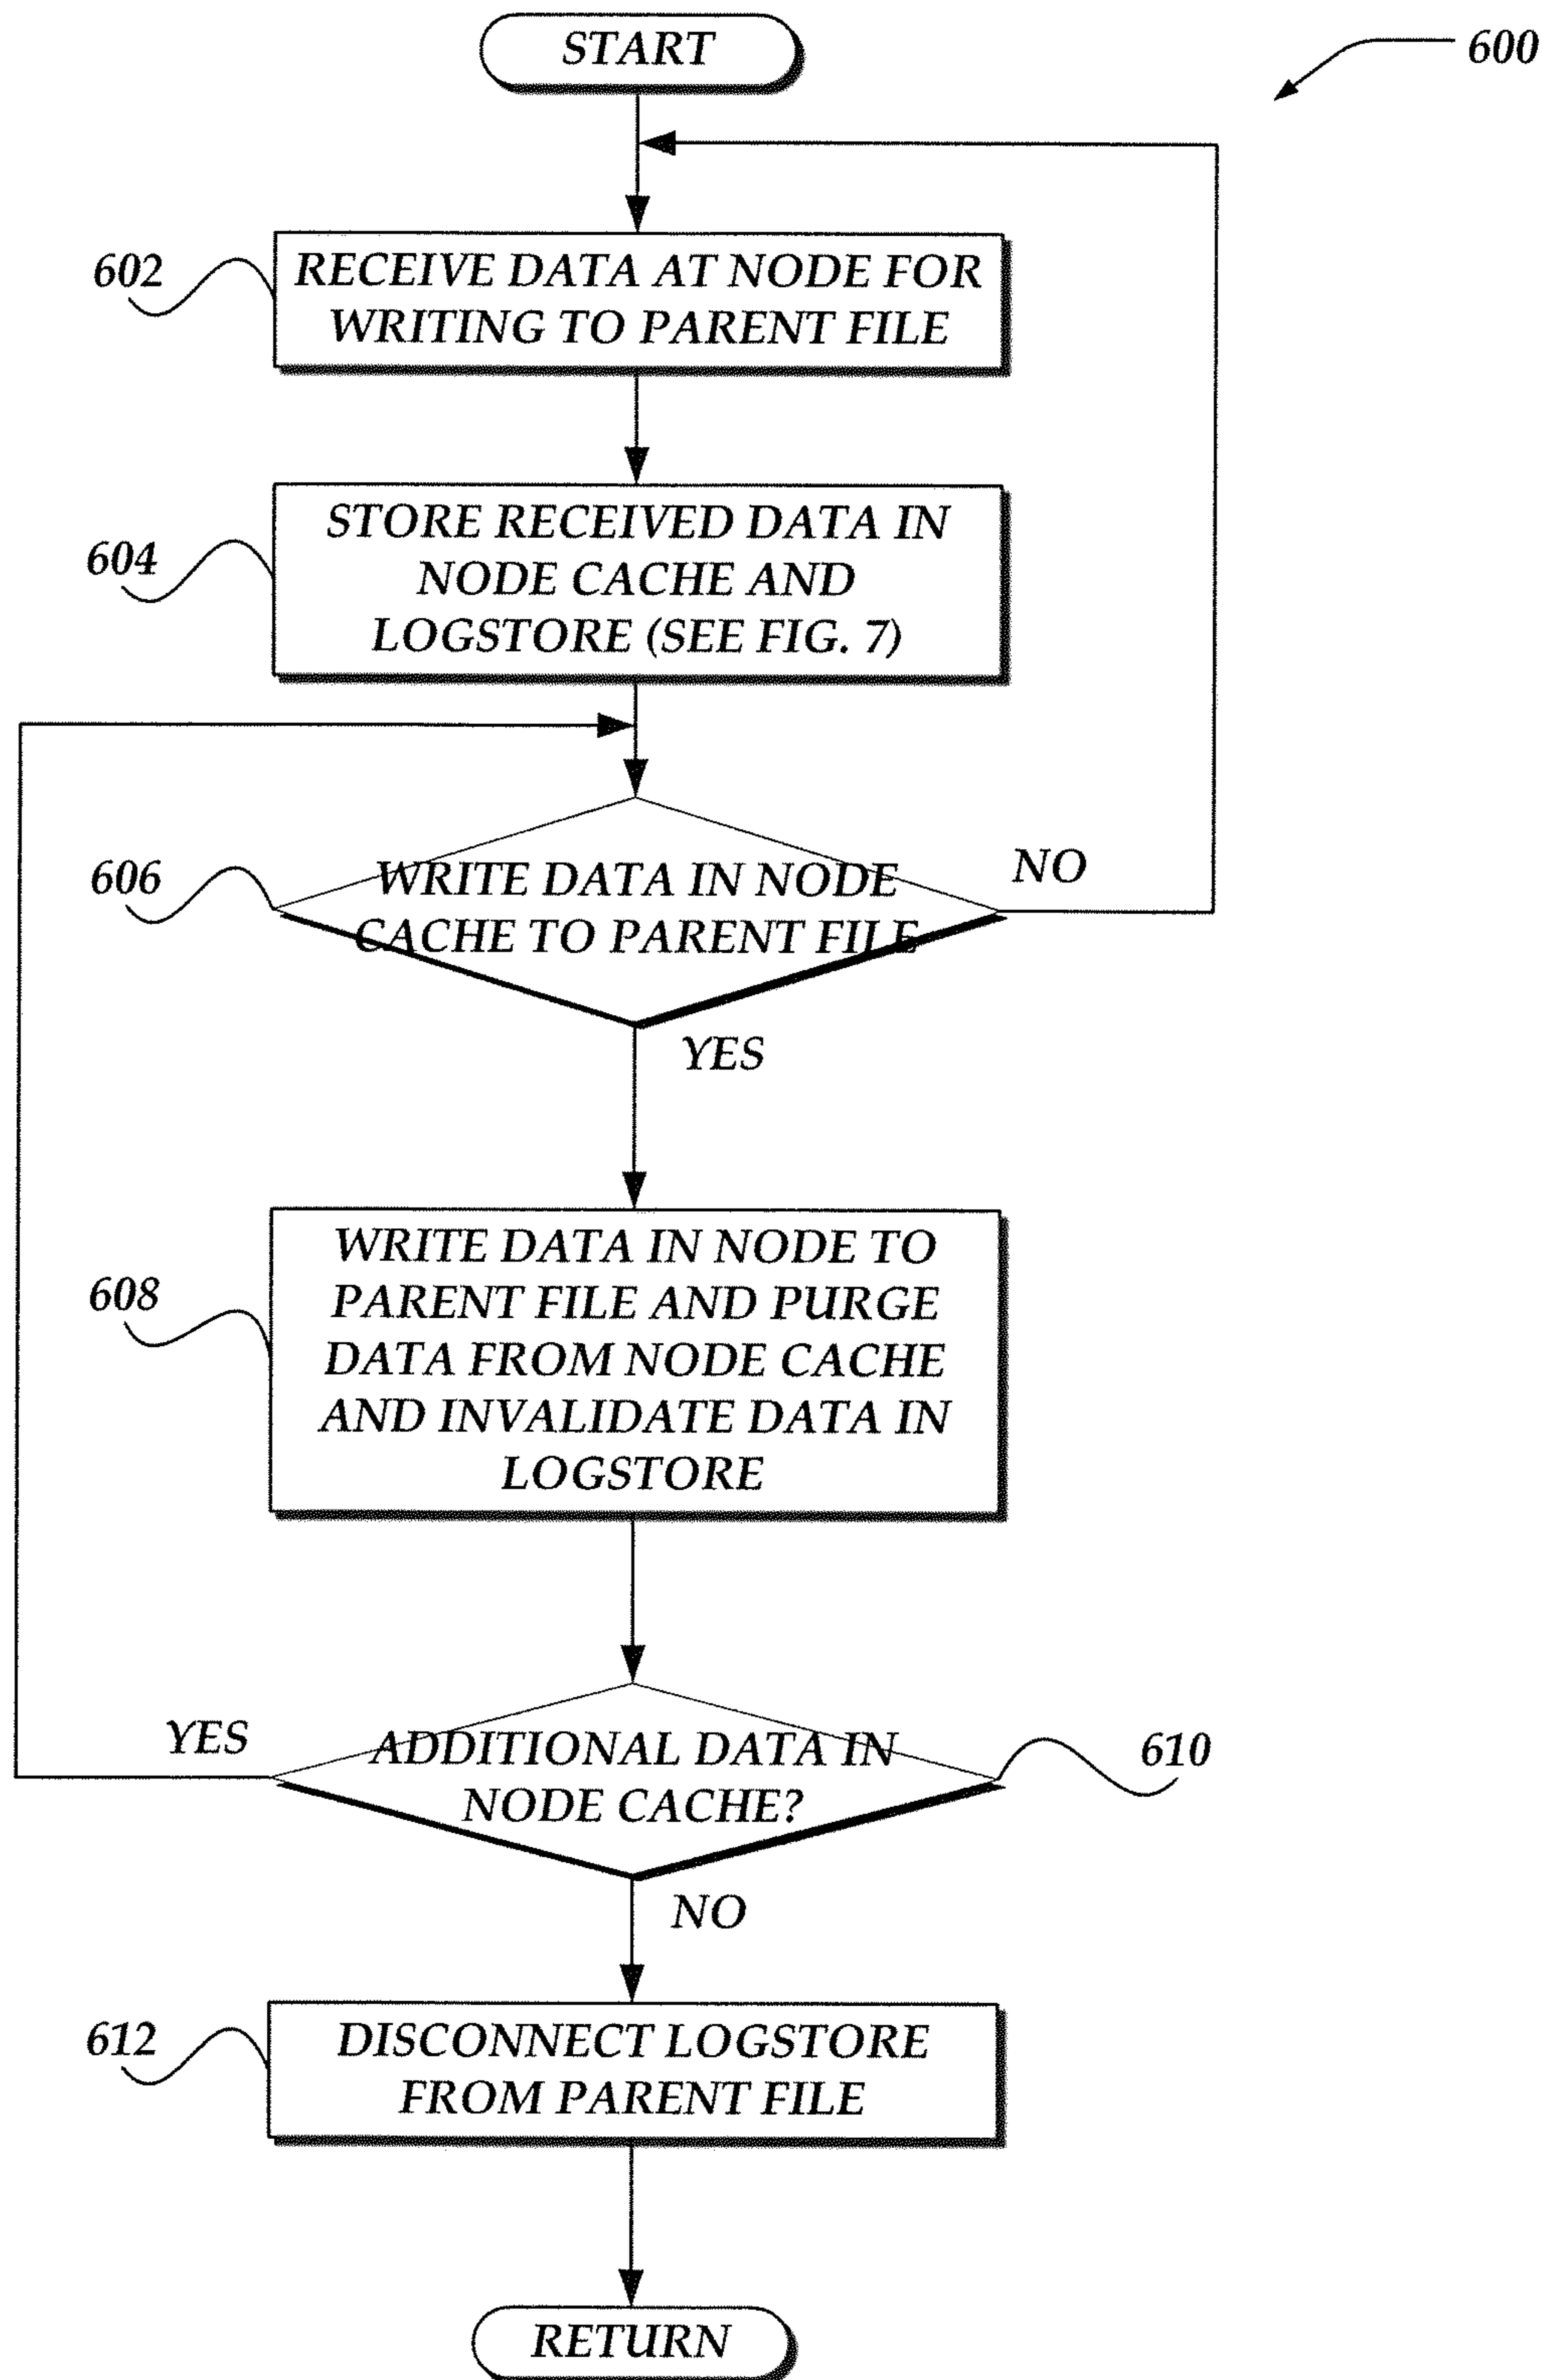 START
600
602
RECEIVE DATA AT NODE FOR
WRITING TO PARENT FILE
604
STORE RECEIVED DATA IN
NODE CACHE AND
LOGSTORE (SEE FIG. 7)
606
WRITE DATA IN NODE
CACHE TO PARENT FILE
NO
YES
608
WRITE DATA IN NODE TO
PARENT FILE AND PURGE
DATA FROM NODE CACHE
AND INVALIDATE DATA IN
LOGSTORE
YES
ADDITIONAL DATA IN
NODE CACHE?
610
NO
612
DISCONNECT LOGSTORE
FROM PARENT FILE
RETURN